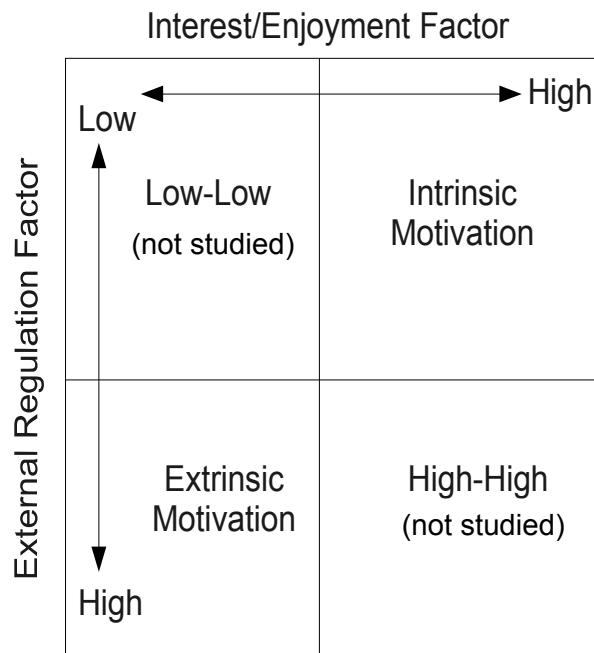 Interest/Enjoyment Factor
High
Low
Low-Low
(not studied)
Intrinsic
Motivation
External Regulation Factor
Extrinsic
Motivation
High-High
(not studied)
High